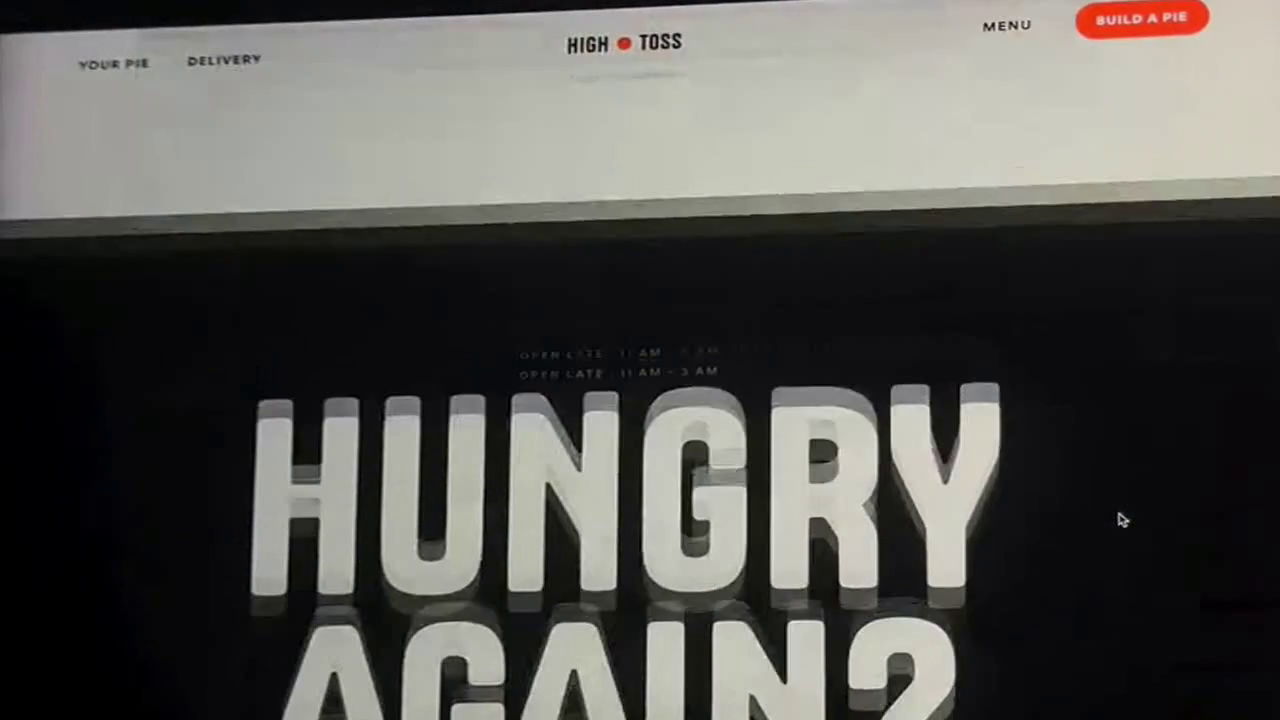 YOUR PIE
DELIVERY
HIGH TOSS
MENU
BUILD A PIE
OPEN LATE · 11 AM – 3 AM
HUNGRY
AGAIN?